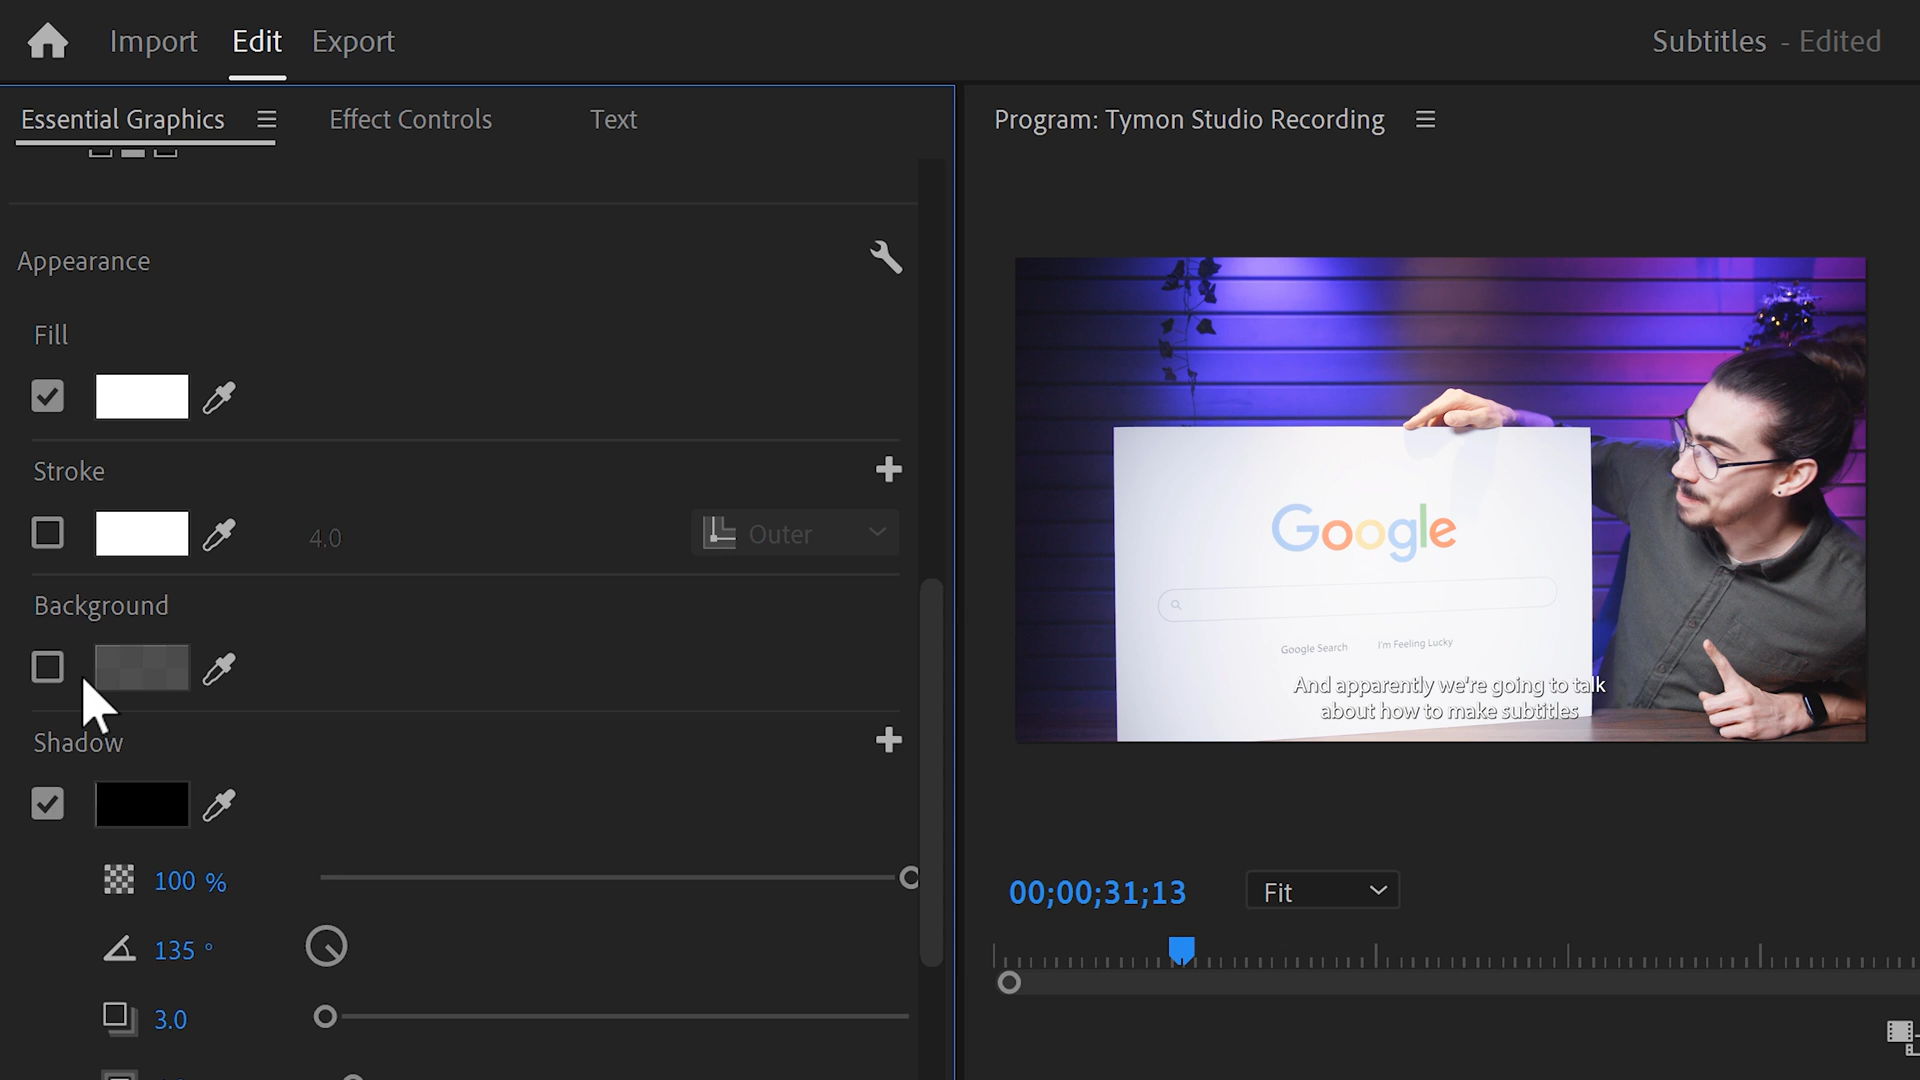 Import Edit Export
Subtitles - Edited
Essential Graphics Effect Controls Text
Program: Tymon Studio Recording
Appearance
Fill
Stroke
4.0 Outer
Background
Shadow
100 %
135 °
3.0
Google
Google Search I'm Feeling Lucky
And apparently we're going to talk
about how to make subtitles
00;00;31;13 Fit